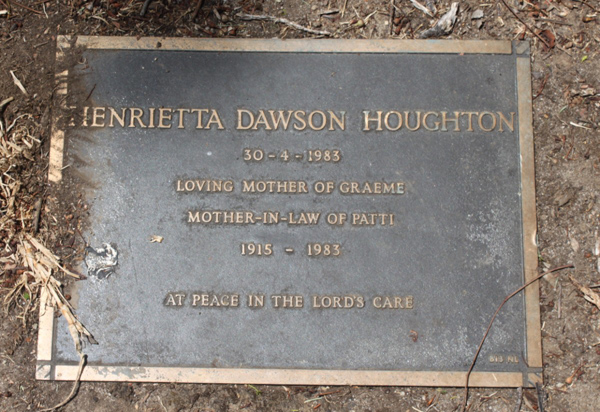 HENRIETTA DAWSON HOUGHTON
30 - 4 - 1983
LOVING MOTHER OF GRAEME
MOTHER-IN-LAW OF PATTI
1915 - 1983
AT PEACE IN THE LORD'S CARE